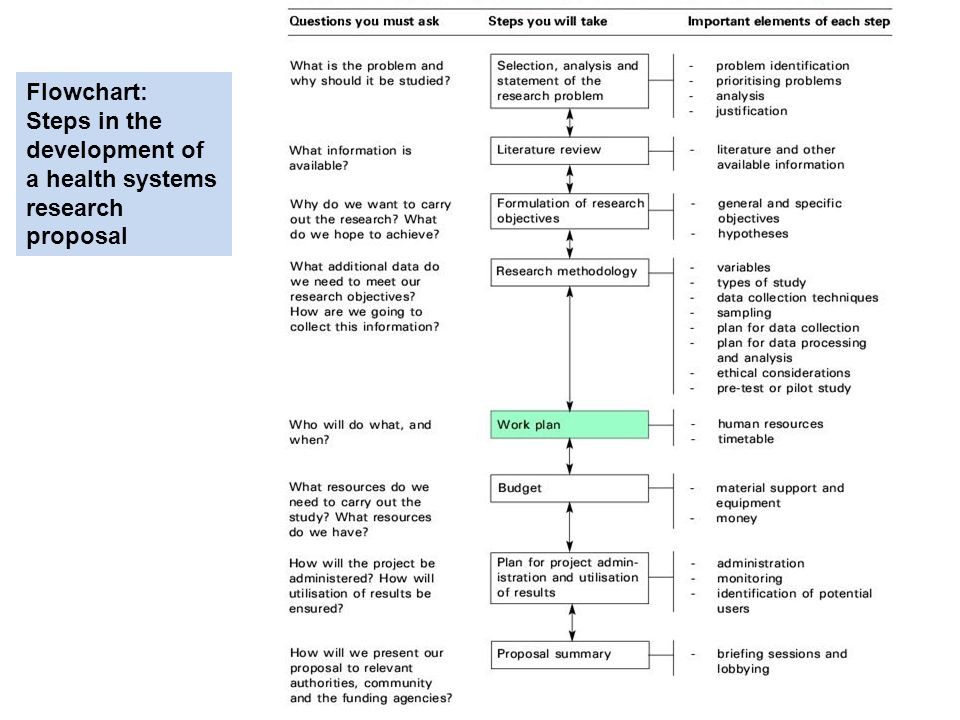 Flowchart:
Steps in the
development of
a health systems
research
proposal
Questions you must ask
Steps you will take
Important elements of each step
What is the problem and
why should it be studied?
Selection, analysis and
statement of the
research problem
- problem identification
- prioritising problems
- analysis
- justification
What information is
available?
Literature review
- literature and other
available information
Why do we want to carry
out the research? What
do we hope to achieve?
Formulation of research
objectives
- general and specific
objectives
- hypotheses
What additional data do
we need to meet our
research objectives?
How are we going to
collect this information?
Research methodology
- variables
- types of study
- data collection techniques
- sampling
- plan for data collection
- plan for data processing
and analysis
- ethical considerations
- pre-test or pilot study
Who will do what, and
when?
Work plan
- human resources
- timetable
What resources do we
need to carry out the
study? What resources
do we have?
Budget
- material support and
equipment
- money
How will the project be
administered? How will
utilisation of results be
ensured?
Plan for project admin-
istration and utilisation
of results
- administration
- monitoring
- identification of potential
users
How will we present our
proposal to relevant
authorities, community
and the funding agencies?
Proposal summary
- briefing sessions and
lobbying